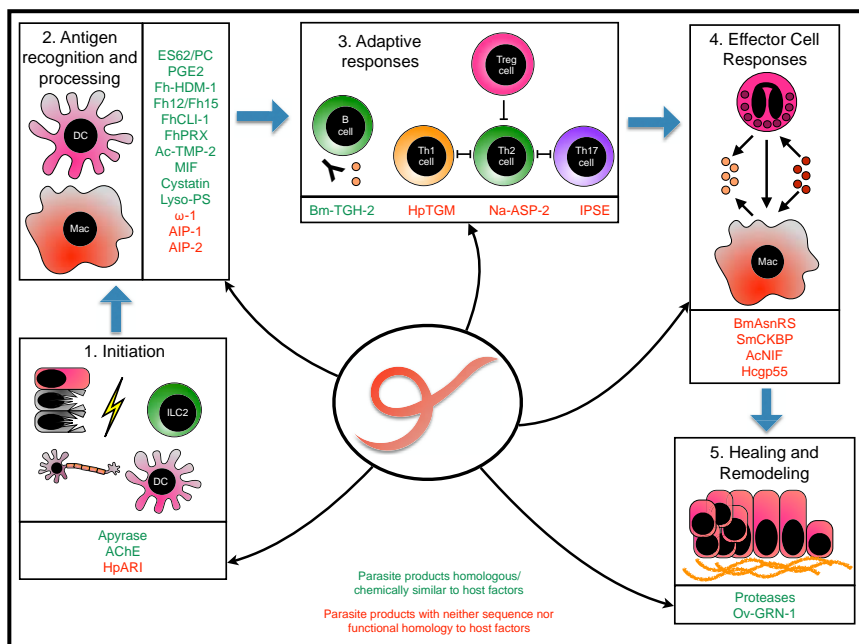 2. Antigen
recognition and
processing
DC
Mac
ES62/PC
PGE2
Fh-HDM-1
Fh12/Fh15
FhCLI-1
FhPRX
Ac-TMP-2
MIF
Cystatin
Lyso-PS
ω-1
AIP-1
AIP-2
3. Adaptive
responses
Treg
cell
B
cell
Th1
cell
Th2
cell
Th17
cell
Bm-TGH-2
HpTGM
Na-ASP-2
IPSE
4. Effector Cell
Responses
Mac
BmAsnRS
SmCKBP
AcNIF
Hcgp55
1. Initiation
ILC2
DC
Apyrase
AChE
HpARI
5. Healing and
Remodeling
Proteases
Ov-GRN-1
Parasite products homologous/
chemically similar to host factors
Parasite products with neither sequence nor
functional homology to host factors